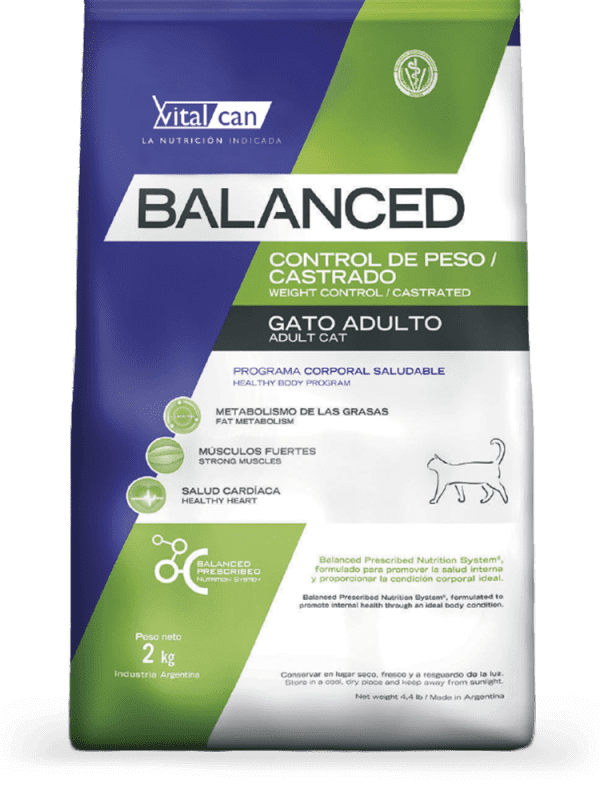 Vital can
LA NUTRICIÓN INDICADA
BALANCED
CONTROL DE PESO /
CASTRADO
WEIGHT CONTROL / CASTRATED
GATO ADULTO
ADULT CAT
PROGRAMA CORPORAL SALUDABLE
HEALTHY BODY PROGRAM
METABOLISMO DE LAS GRASAS
FAT METABOLISM
MÚSCULOS FUERTES
STRONG MUSCLES
SALUD CARDÍACA
HEALTHY HEART
BALANCED
PRESCRIBED
NUTRITION SYSTEM
Balanced Prescribed Nutrition System®,
formulado para promover la salud interna
y proporcionar la condición corporal ideal.
Balanced Prescribed Nutrition System®, formulated to
promote internal health through an ideal body condition.
Peso neto
2 kg
Industria Argentina
Conservar en lugar seco, fresco y a resguardo de la luz.
Store in a cool, dry place and keep away from sunlight.
Net weight 4,4 lb / Made in Argentina